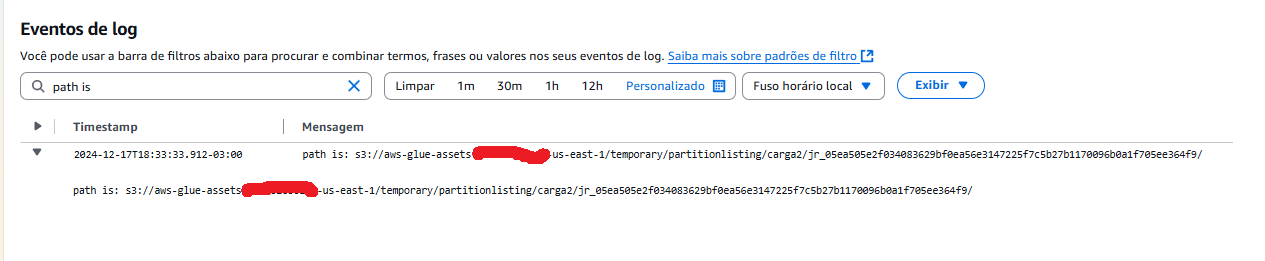 Eventos de log
Você pode usar a barra de filtros abaixo para procurar e combinar termos, frases ou valores nos seus eventos de log. Saiba mais sobre padrões de filtro
path is
Limpar 1m 30m 1h 12h Personalizado Fuso horário local Exibir
Timestamp Mensagem
2024-12-17T18:33:33.912-03:00 path is: s3://aws-glue-assets -us-east-1/temporary/partitionlisting/carga2/jr_05ea505e2f034083629bf0ea56e3147225f7c5b27b1170096b0a1f705ee364f9/
path is: s3://aws-glue-assets -us-east-1/temporary/partitionlisting/carga2/jr_05ea505e2f034083629bf0ea56e3147225f7c5b27b1170096b0a1f705ee364f9/